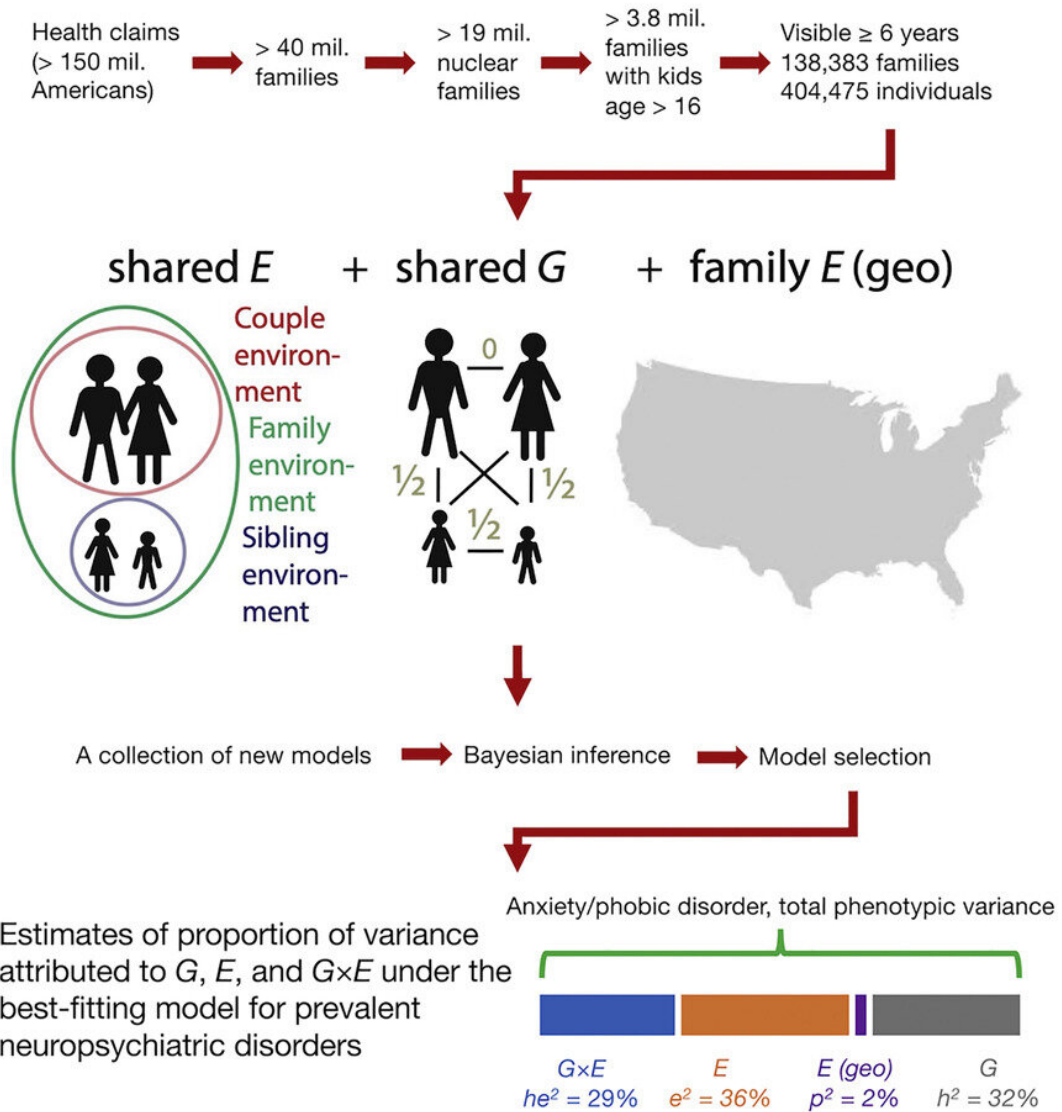 Health claims
(> 150 mil.
Americans)
> 40 mil.
families
> 19 mil.
nuclear
families
> 3.8 mil.
families
with kids
age > 16
Visible ≥ 6 years
138,383 families
404,475 individuals
shared E + shared G + family E (geo)
Couple
environ-
ment
Family
environ-
ment
Sibling
environ-
ment
0
½ ½
½
A collection of new models Bayesian inference Model selection
Anxiety/phobic disorder, total phenotypic variance
Estimates of proportion of variance
attributed to G, E, and G×E under the
best-fitting model for prevalent
neuropsychiatric disorders
G×E E E (geo) G
he² = 29% e² = 36% p² = 2% h² = 32%